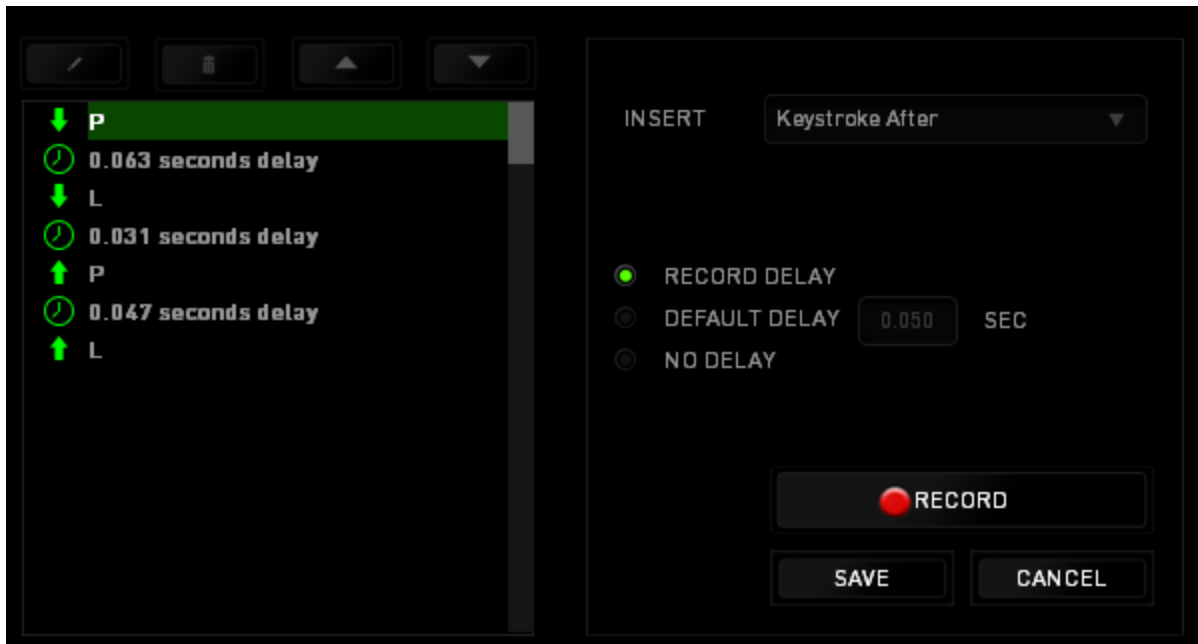 P
0.063 seconds delay
L
0.031 seconds delay
P
0.047 seconds delay
L
INSERT Keystroke After
RECORD DELAY
DEFAULT DELAY 0.050 SEC
NO DELAY
RECORD
SAVE CANCEL